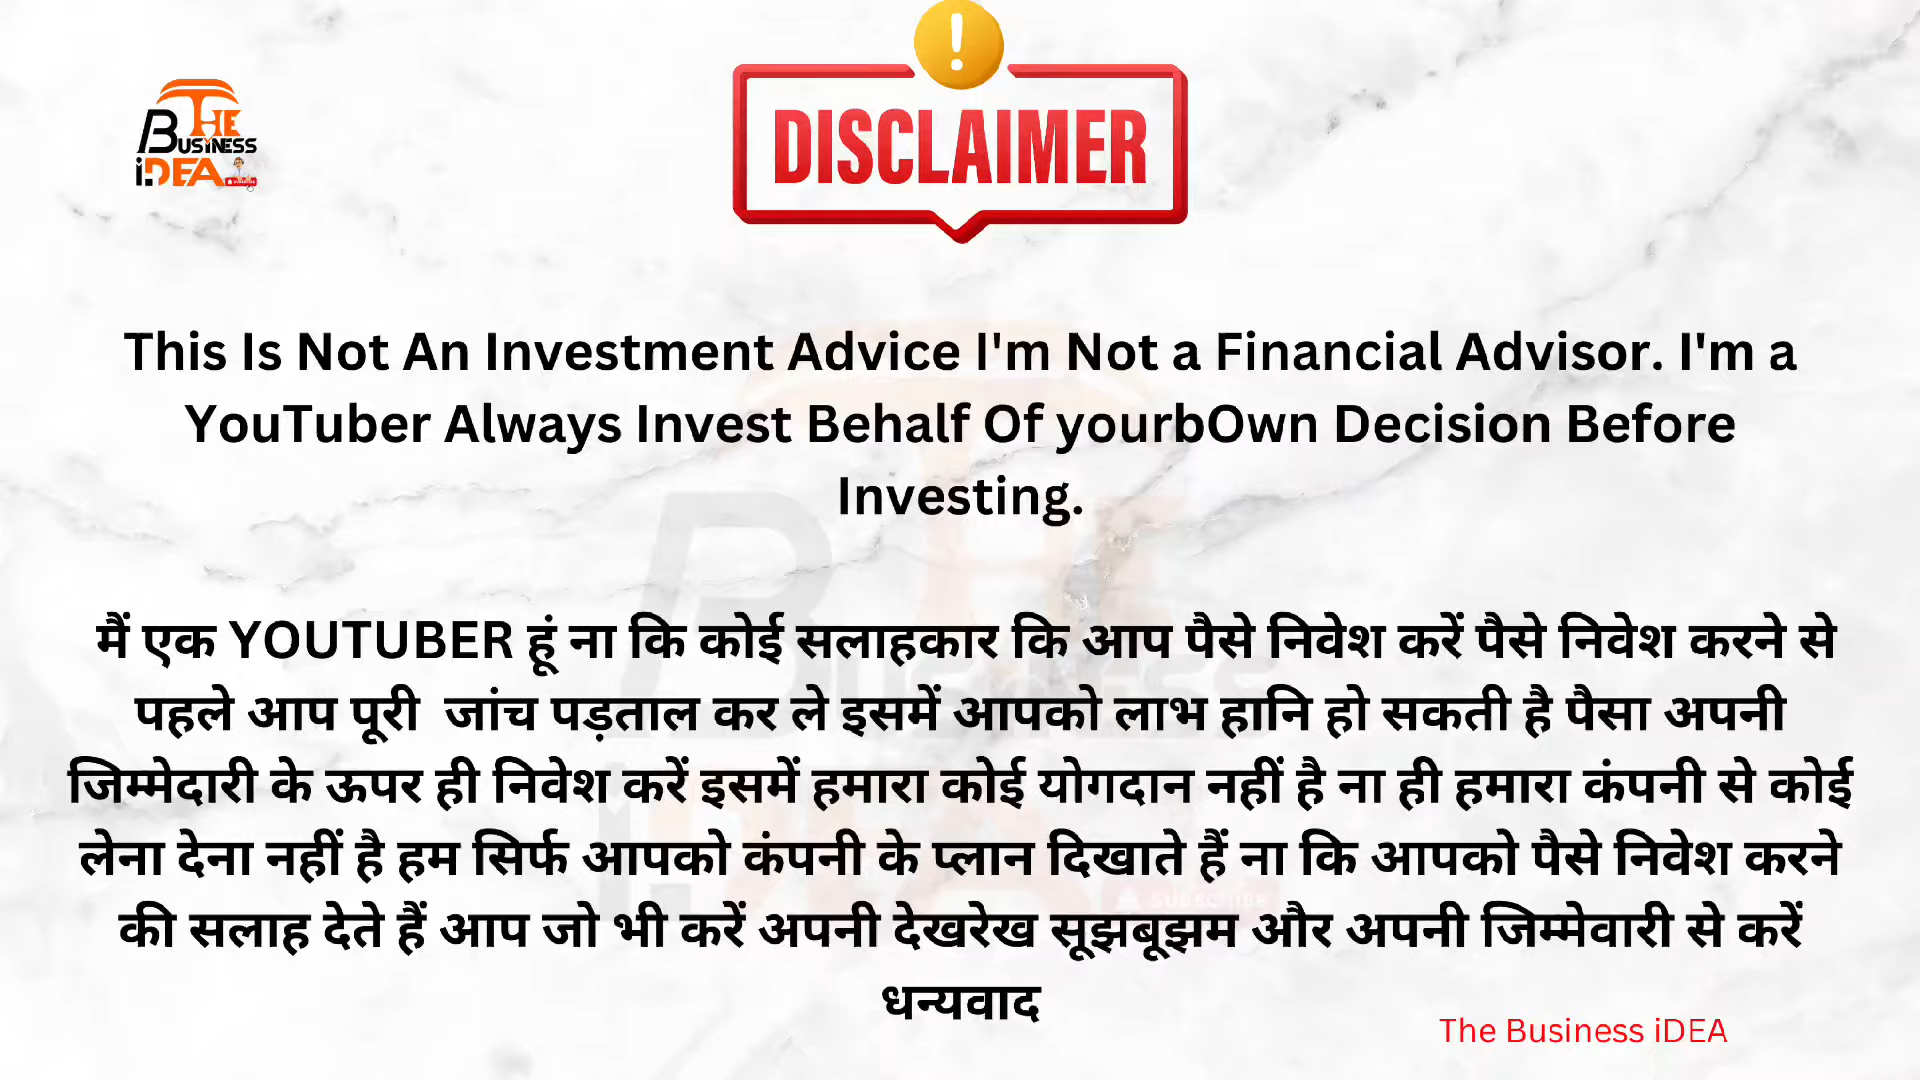 THE
BUSINESS
iDEA
DISCLAIMER
This Is Not An Investment Advice I'm Not a Financial Advisor. I'm a
YouTuber Always Invest Behalf Of yourbOwn Decision Before
Investing.
मैं एक YOUTUBER हूं ना कि कोई सलाहकार कि आप पैसे निवेश करें पैसे निवेश करने से
पहले आप पूरी  जांच पड़ताल कर ले इसमें आपको लाभ हानि हो सकती है पैसा अपनी
जिम्मेदारी के ऊपर ही निवेश करें इसमें हमारा कोई योगदान नहीं है ना ही हमारा कंपनी से कोई
लेना देना नहीं है हम सिर्फ आपको कंपनी के प्लान दिखाते हैं ना कि आपको पैसे निवेश करने
की सलाह देते हैं आप जो भी करें अपनी देखरेख सूझबूझम और अपनी जिम्मेवारी से करें
धन्यवाद
The Business iDEA